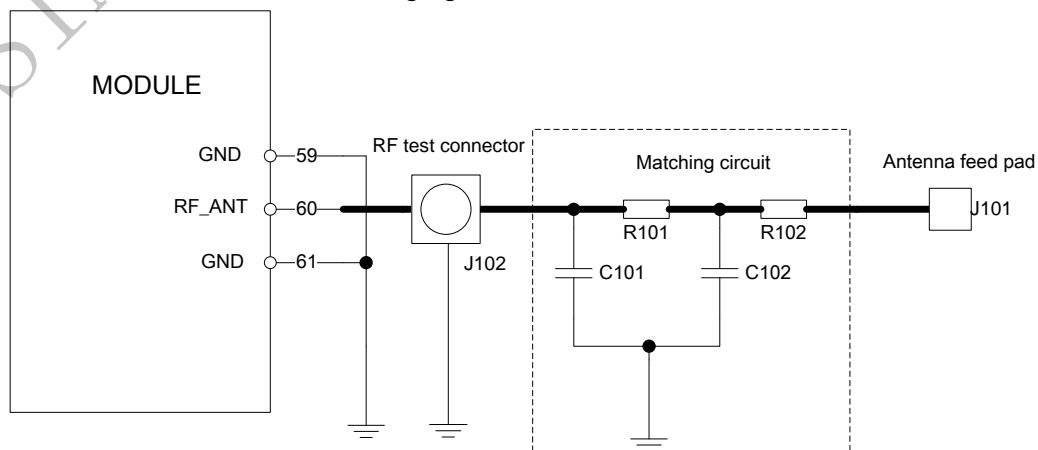 MODULE
GND 59
RF_ANT 60
GND 61
RF test connector
J102
Matching circuit
R101
R102
C101
C102
Antenna feed pad
J101